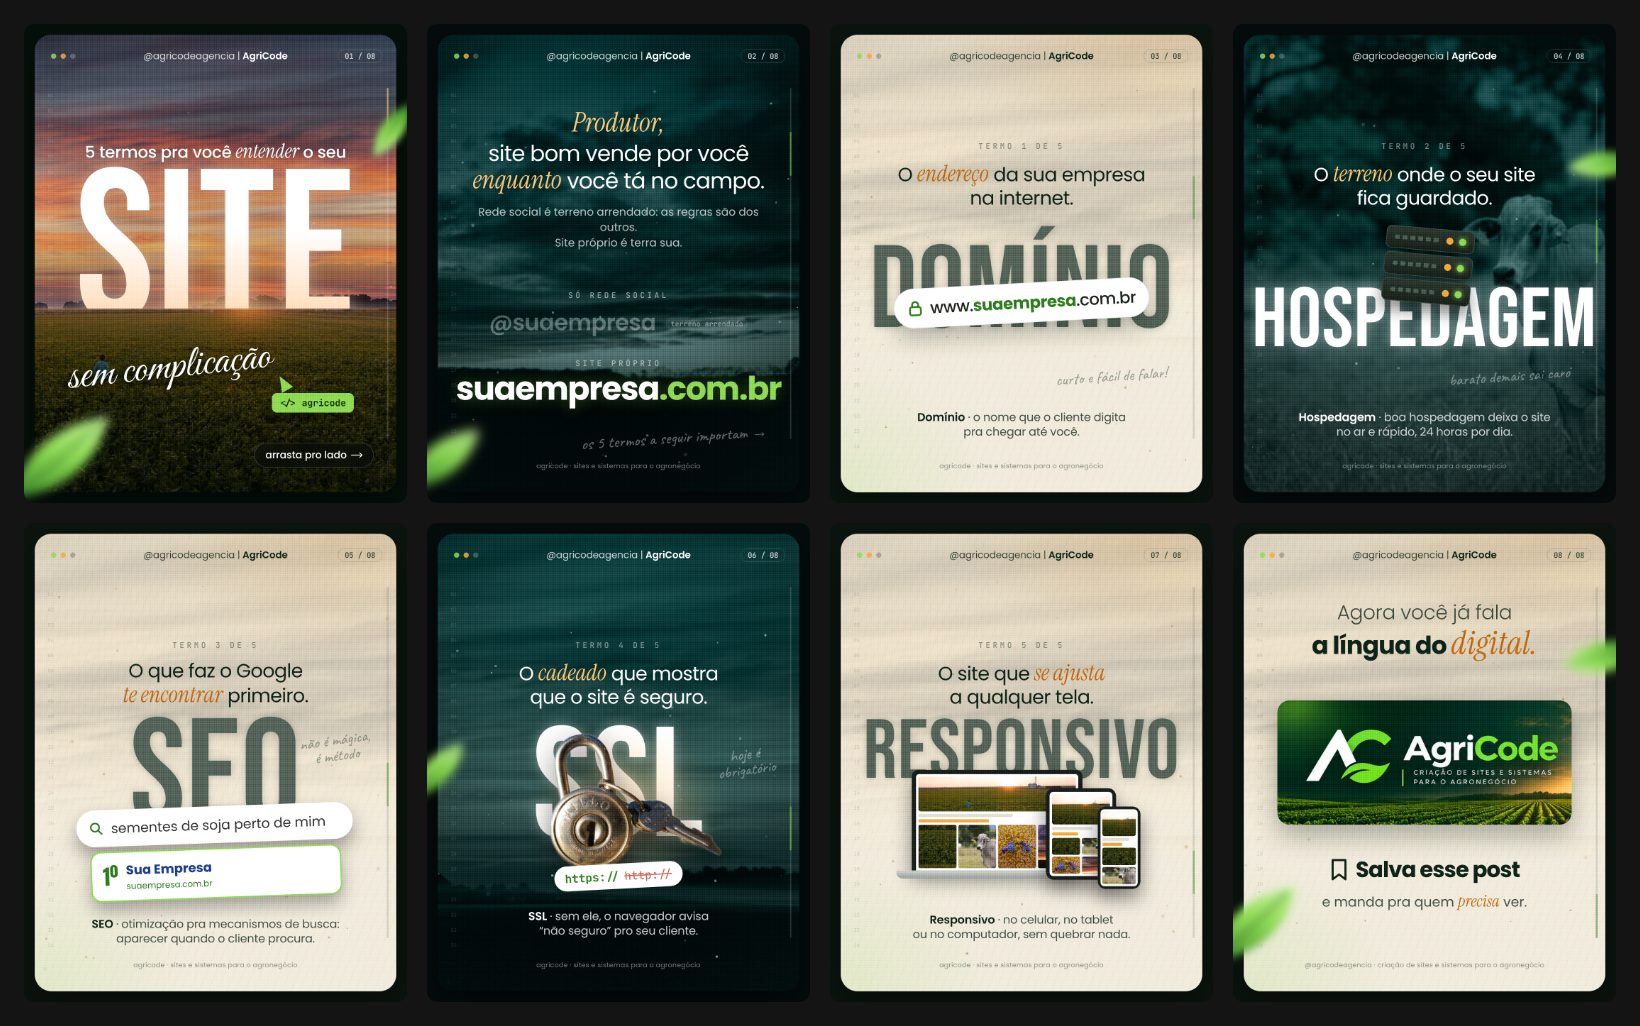 @agricodeagencia | AgriCode
01 / 08
5 termos pra você entender o seu
SITE
sem complicação
</> agricode
arrasta pro lado →
@agricodeagencia | AgriCode
02 / 08
Produtor,
site bom vende por você
enquanto você tá no campo.
Rede social é terreno arrendado: as regras são dos
outros.
Site próprio é terra sua.
SÓ REDE SOCIAL
@suaempresa
terreno arrendado
SITE PRÓPRIO
suaempresa.com.br
os 5 termos a seguir importam →
agricode · sites e sistemas para o agronegócio
@agricodeagencia | AgriCode
03 / 08
TERMO 1 DE 5
O endereço da sua empresa
na internet.
DOMÍNIO
www.suaempresa.com.br
curto e fácil de falar!
Domínio · o nome que o cliente digita
pra chegar até você.
agricode · sites e sistemas para o agronegócio
@agricodeagencia | AgriCode
04 / 08
TERMO 2 DE 5
O terreno onde o seu site
fica guardado.
HOSPEDAGEM
barato demais sai caro
Hospedagem · boa hospedagem deixa o site
no ar e rápido, 24 horas por dia.
agricode · sites e sistemas para o agronegócio
@agricodeagencia | AgriCode
05 / 08
TERMO 3 DE 5
O que faz o Google
te encontrar primeiro.
SEO
não é mágica,
é método
sementes de soja perto de mim
1º
Sua Empresa
suaempresa.com.br
SEO · otimização pra mecanismos de busca:
aparecer quando o cliente procura.
agricode · sites e sistemas para o agronegócio
@agricodeagencia | AgriCode
06 / 08
TERMO 4 DE 5
O cadeado que mostra
que o site é seguro.
SSL
hoje é
obrigatório
https:// http://
SSL · sem ele, o navegador avisa
"não seguro" pro seu cliente.
agricode · sites e sistemas para o agronegócio
@agricodeagencia | AgriCode
07 / 08
TERMO 5 DE 5
O site que se ajusta
a qualquer tela.
RESPONSIVO
Responsivo · no celular, no tablet
ou no computador, sem quebrar nada.
agricode · sites e sistemas para o agronegócio
@agricodeagencia | AgriCode
08 / 08
Agora você já fala
a língua do digital.
AgriCode
CRIAÇÃO DE SITES E SISTEMAS
PARA O AGRONEGÓCIO
Salva esse post
e manda pra quem precisa ver.
@agricodeagencia · criação de sites e sistemas para o agronegócio